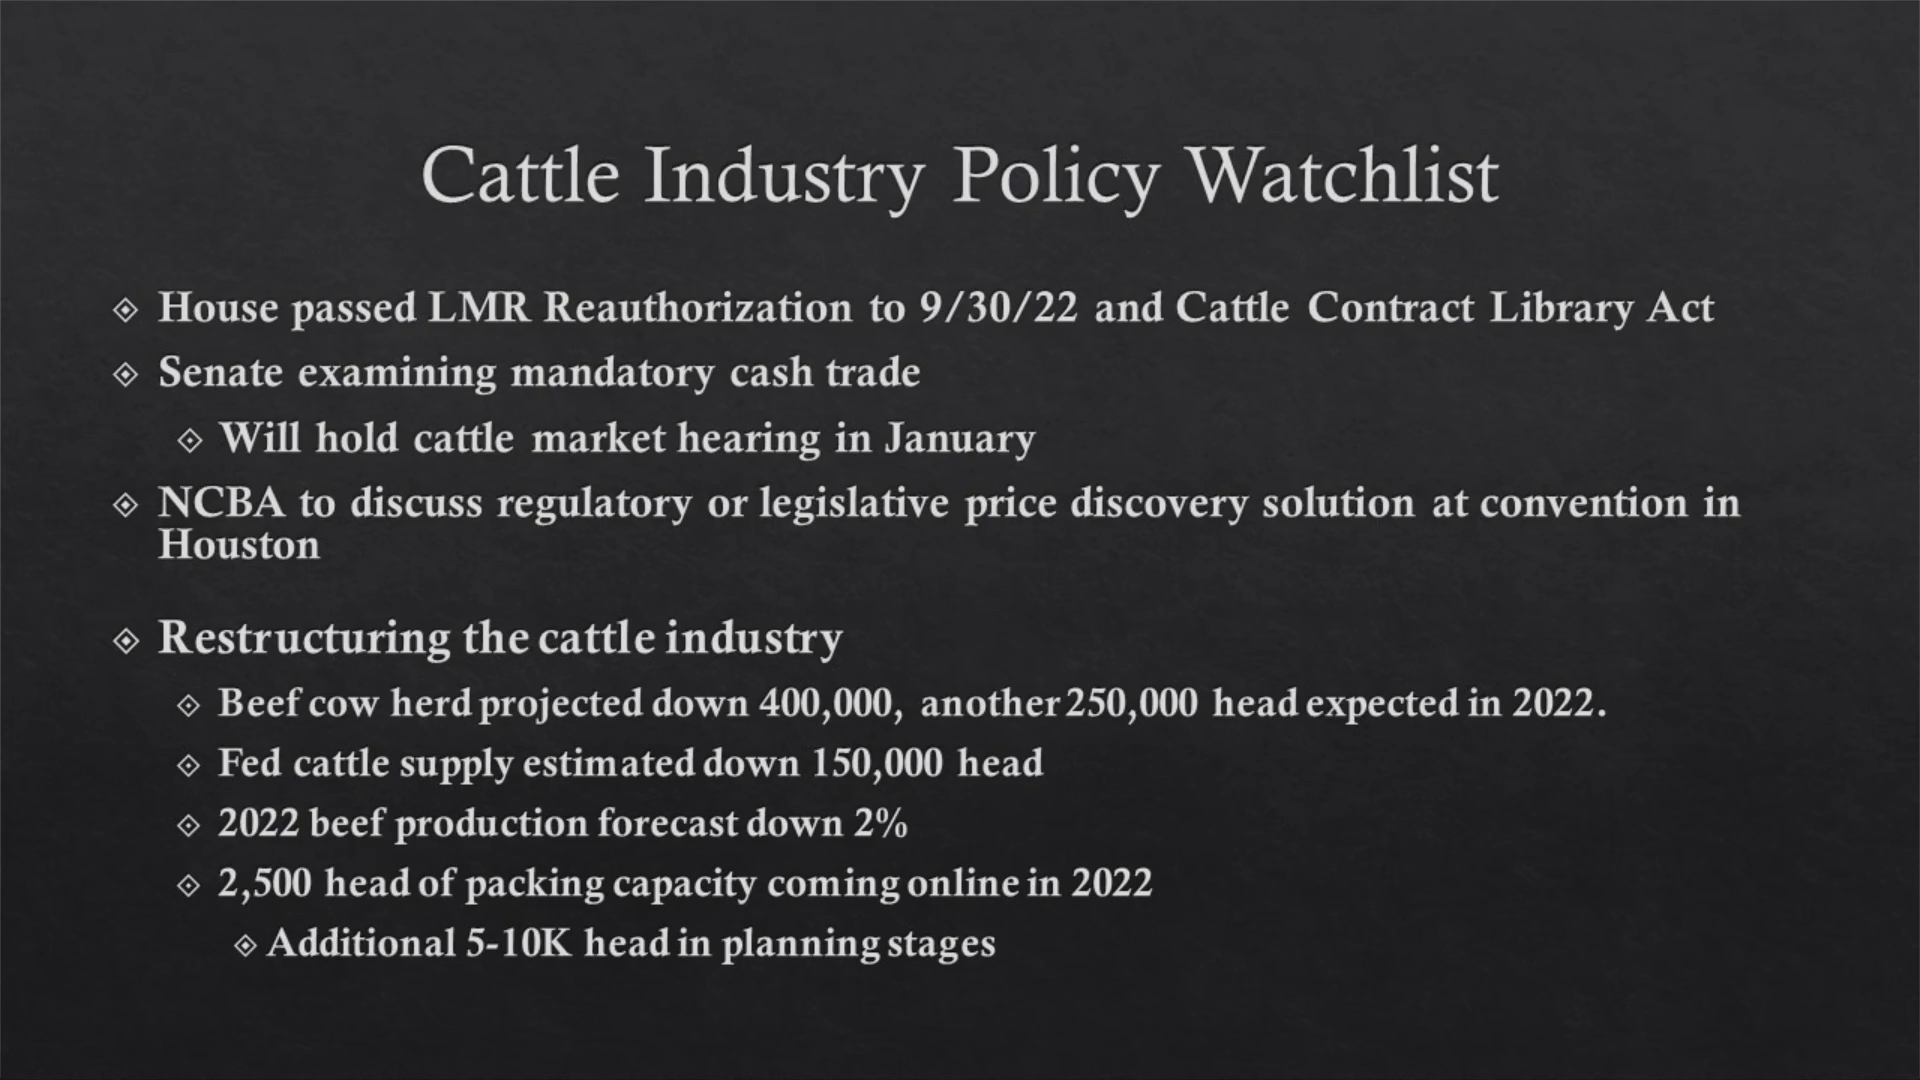 Cattle Industry Policy Watchlist
House passed LMR Reauthorization to 9/30/22 and Cattle Contract Library Act
Senate examining mandatory cash trade
Will hold cattle market hearing in January
NCBA to discuss regulatory or legislative price discovery solution at convention in
Houston
Restructuring the cattle industry
Beef cow herd projected down 400,000, another 250,000 head expected in 2022.
Fed cattle supply estimated down 150,000 head
2022 beef production forecast down 2%
2,500 head of packing capacity coming online in 2022
Additional 5-10K head in planning stages